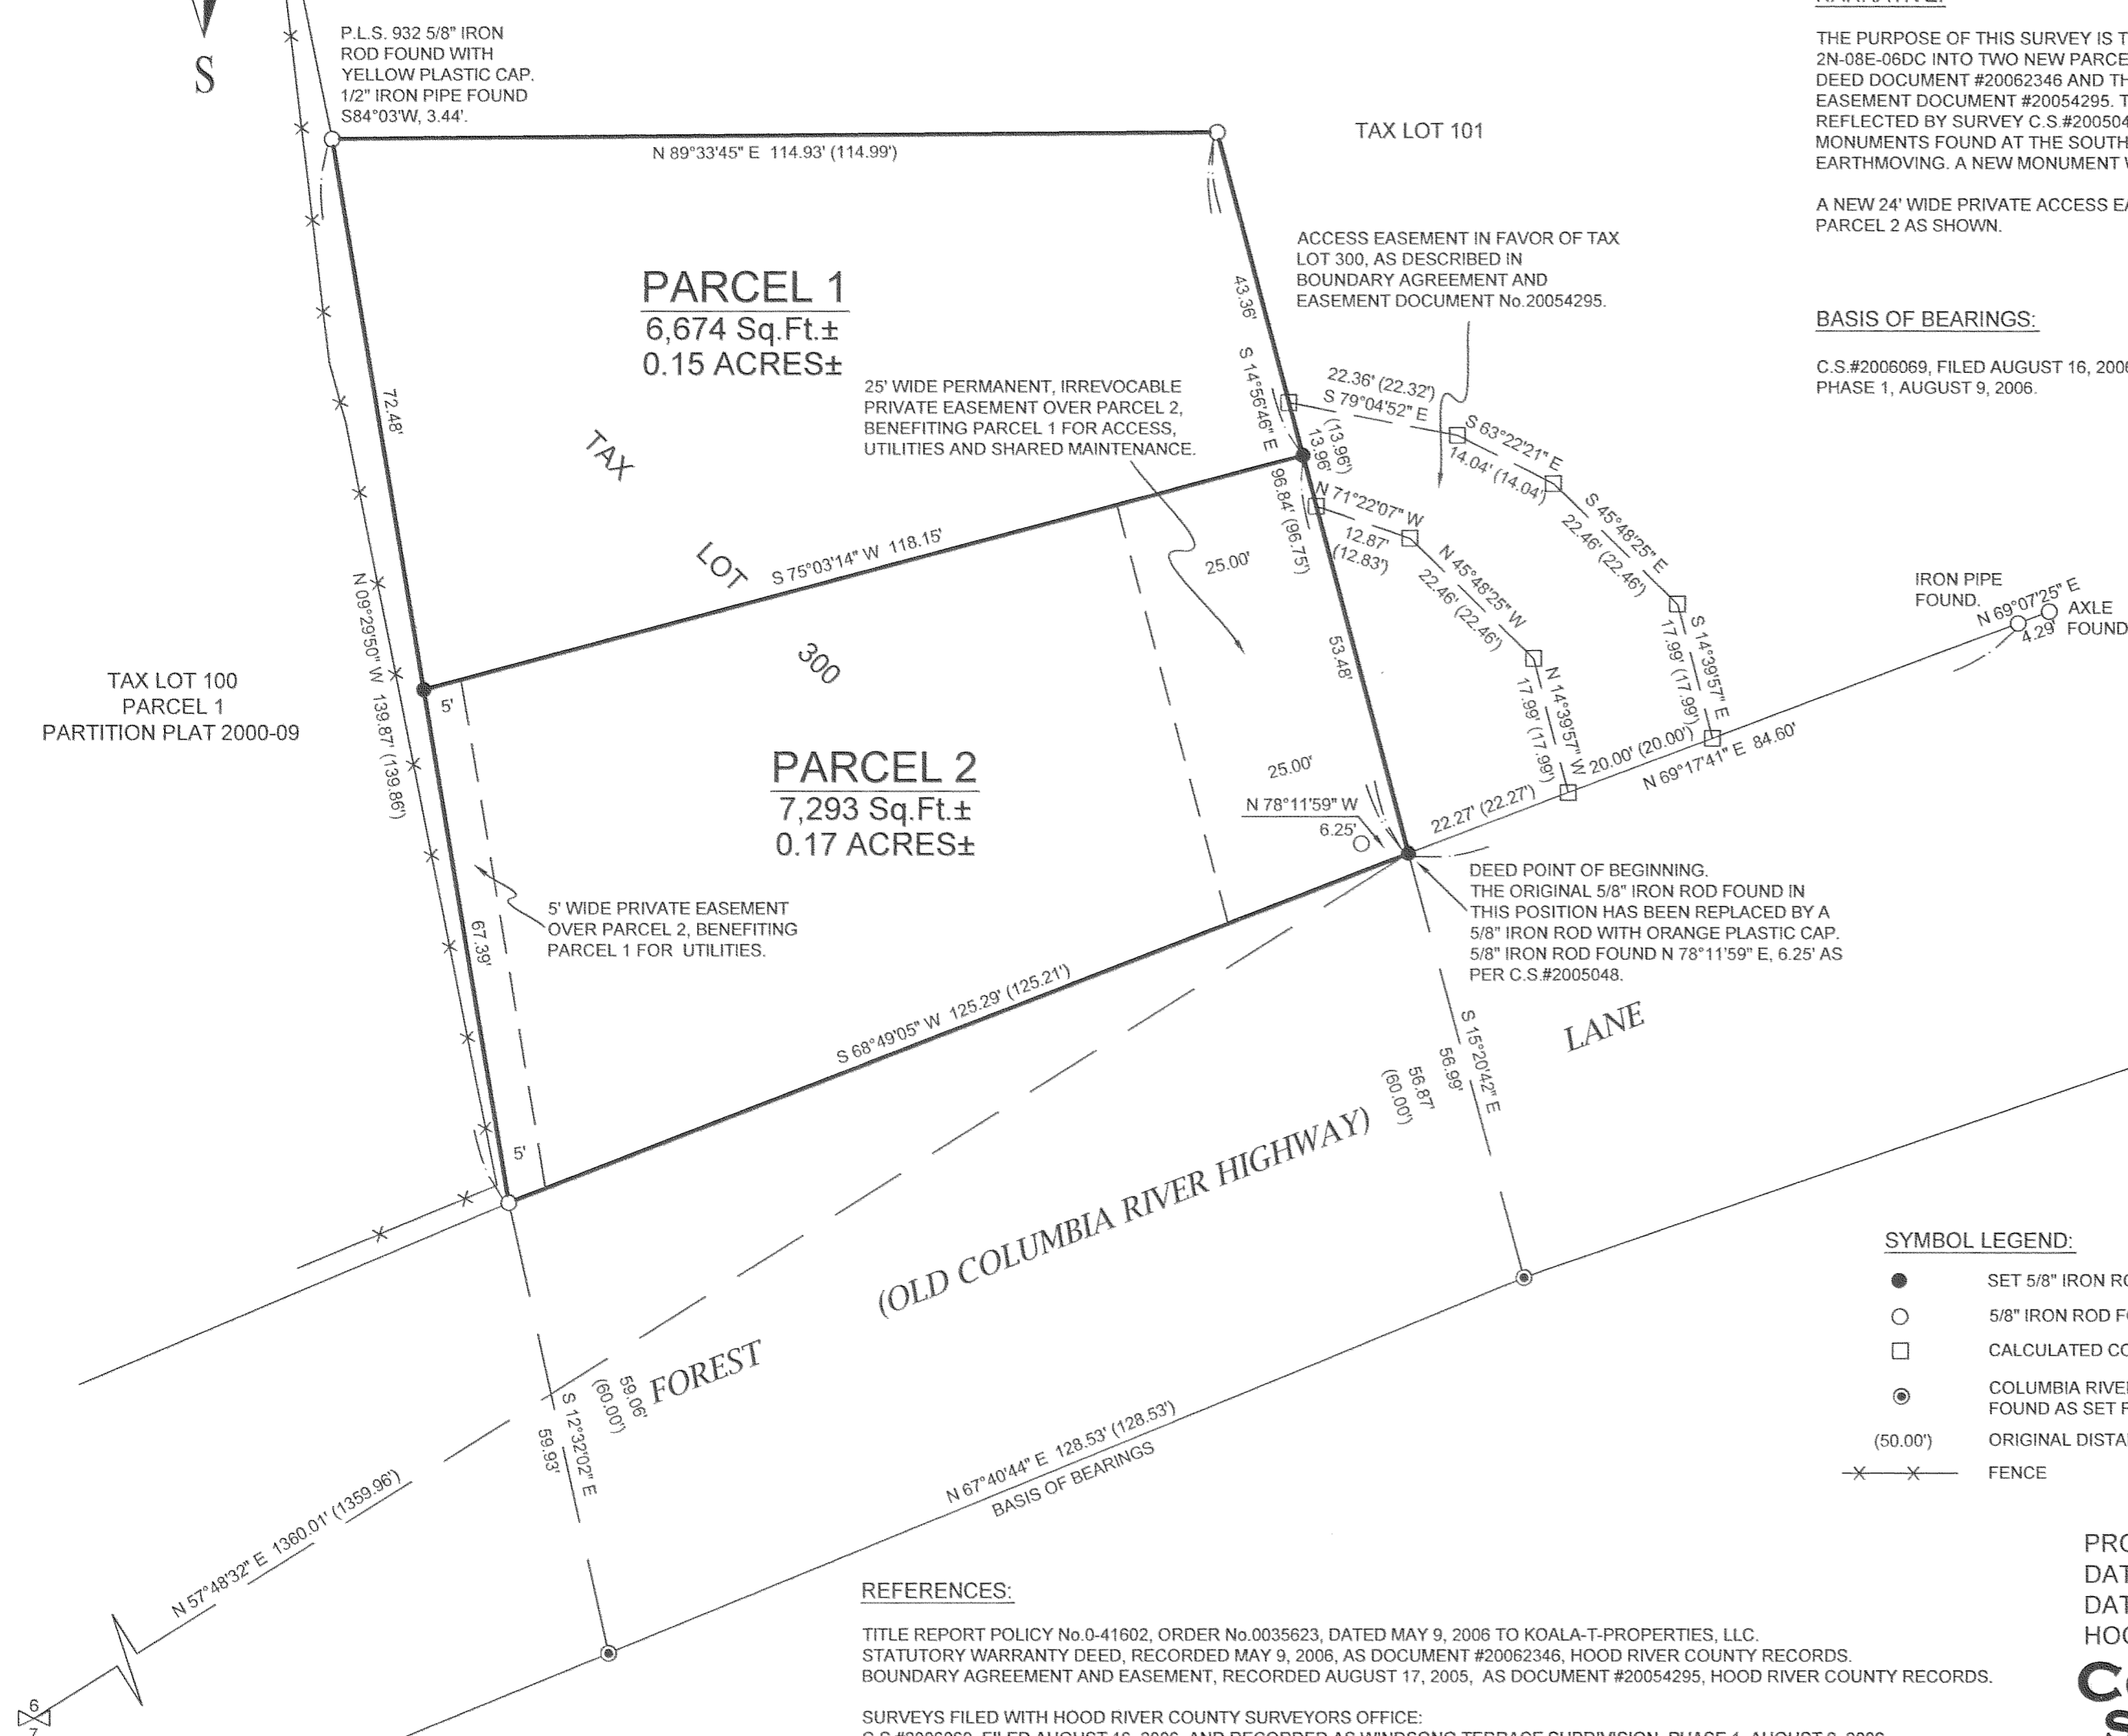 S
P.L.S. 932 5/8" IRON
ROD FOUND WITH
YELLOW PLASTIC CAP.
1/2" IRON PIPE FOUND
S84°03'W, 3.44'.
N 89°33'45" E 114.93' (114.99')
TAX LOT 101
THE PURPOSE OF THIS SURVEY IS
2N-08E-06DC INTO TWO NEW
DEED DOCUMENT #20062346 AND
EASEMENT DOCUMENT #20054295.
REFLECTED BY SURVEY
MONUMENTS FOUND AT THE
EARTHMOVING. A NEW MONUMENT
A NEW 24' WIDE PRIVATE ACCESS
PARCEL 2 AS SHOWN.
BASIS OF BEARINGS:
C.S.#2006069, FILED AUGUST 16,
PHASE 1, AUGUST 9, 2006.
ACCESS EASEMENT IN FAVOR OF TAX
LOT 300, AS DESCRIBED IN
BOUNDARY AGREEMENT AND
EASEMENT DOCUMENT No.20054295.
PARCEL 1
6,674 Sq.Ft.±
0.15 ACRES±
25' WIDE PERMANENT, IRREVOCABLE
PRIVATE EASEMENT OVER PARCEL 2,
BENEFITING PARCEL 1 FOR ACCESS,
UTILITIES AND SHARED MAINTENANCE.
72.48'
43.36'
S 14°56'46" E 96.84' (96.75')
13.96'
(13.96')
22.36' (22.32')
S 79°04'52" E
S 63°22'21" E
14.04' (14.04')
S 45°48'25" E
22.46' (22.46')
S 14°39'57" E
17.99' (17.99')
N 71°22'07" W
12.87'
(12.83')
N 45°48'25" W
22.46' (22.46')
N 14°39'57" W
17.99' (17.99')
TAX
LOT
300
S 75°03'14" W 118.15'
25.00'
53.48'
IRON PIPE
FOUND.
N 69°07'25" E
4.29'
AXLE
FOUND
20.00' (20.00')
N 69°17'41" E 84.60'
22.27' (22.27')
TAX LOT 100
PARCEL 1
PARTITION PLAT 2000-09
N 09°29'50" W 139.87' (139.86')
5'
PARCEL 2
7,293 Sq.Ft.±
0.17 ACRES±
25.00'
N 78°11'59" W
6.25'
DEED POINT OF BEGINNING.
THE ORIGINAL 5/8" IRON ROD FOUND IN
THIS POSITION HAS BEEN REPLACED BY A
5/8" IRON ROD WITH ORANGE PLASTIC CAP.
5/8" IRON ROD FOUND N 78°11'59" E, 6.25' AS
PER C.S.#2005048.
5' WIDE PRIVATE EASEMENT
OVER PARCEL 2, BENEFITING
PARCEL 1 FOR UTILITIES.
67.39'
5'
S 68°49'05" W 125.29' (125.21')
S 15°20'42" E
56.99'
56.87'
(60.00')
FOREST (OLD COLUMBIA RIVER HIGHWAY) LANE
S 12°32'02" E
59.93'
59.06'
(60.00')
N 67°40'44" E 128.53' (128.53')
BASIS OF BEARINGS
N 57°48'32" E 1360.01' (1359.96')
6
7
SYMBOL LEGEND:
SET 5/8" IRON
5/8" IRON ROD
CALCULATED
COLUMBIA
FOUND AS SET
(50.00') ORIGINAL
FENCE
REFERENCES:
TITLE REPORT POLICY No.0-41602, ORDER No.0035623, DATED MAY 9, 2006 TO KOALA-T-PROPERTIES, LLC.
STATUTORY WARRANTY DEED, RECORDED MAY 9, 2006, AS DOCUMENT #20062346, HOOD RIVER COUNTY RECORDS.
BOUNDARY AGREEMENT AND EASEMENT, RECORDED AUGUST 17, 2005, AS DOCUMENT #20054295, HOOD RIVER COUNTY RECORDS.
SURVEYS FILED WITH HOOD RIVER COUNTY SURVEYORS OFFICE:
C.S.#2006069, FILED AUGUST 16, 2006, AND RECORDED AS WINDSONG TERRACE SUBDIVISION, PHASE 1, AUGUST 9, 2006.